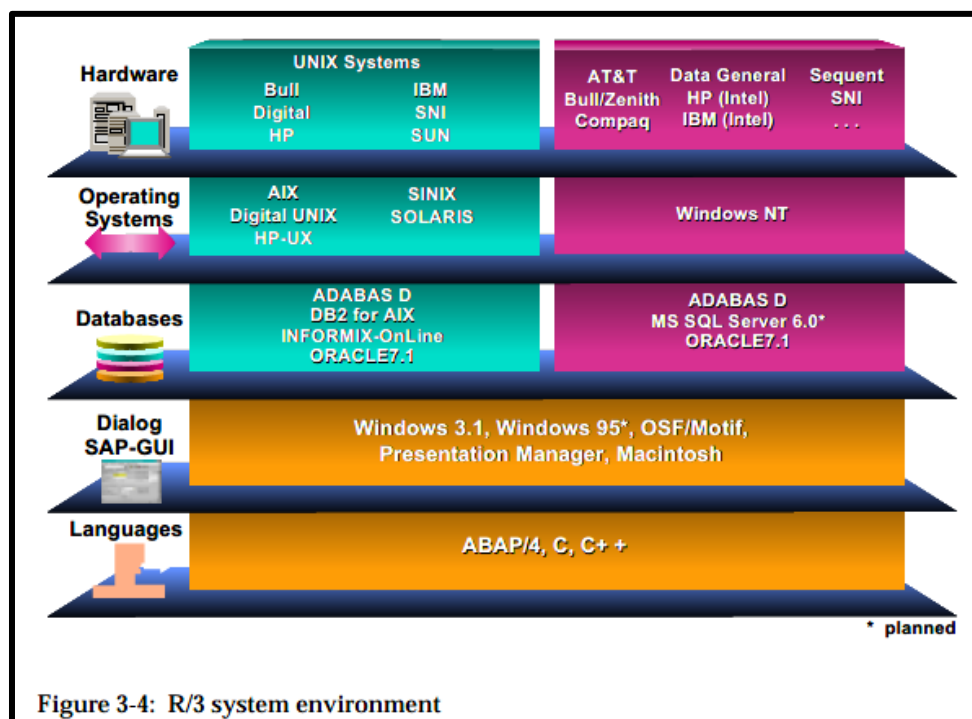 Hardware
UNIX Systems
Bull IBM
Digital SNI
HP SUN
AT&T Data General Sequent
Bull/Zenith HP (Intel) SNI
Compaq IBM (Intel) . . .
Operating
Systems
AIX SINIX
Digital UNIX SOLARIS
HP-UX
Windows NT
Databases
ADABAS D
DB2 for AIX
INFORMIX-OnLine
ORACLE7.1
ADABAS D
MS SQL Server 6.0*
ORACLE7.1
Dialog
SAP-GUI
Windows 3.1, Windows 95*, OSF/Motif,
Presentation Manager, Macintosh
Languages
ABAP/4, C, C+ +
* planned
Figure 3-4: R/3 system environment